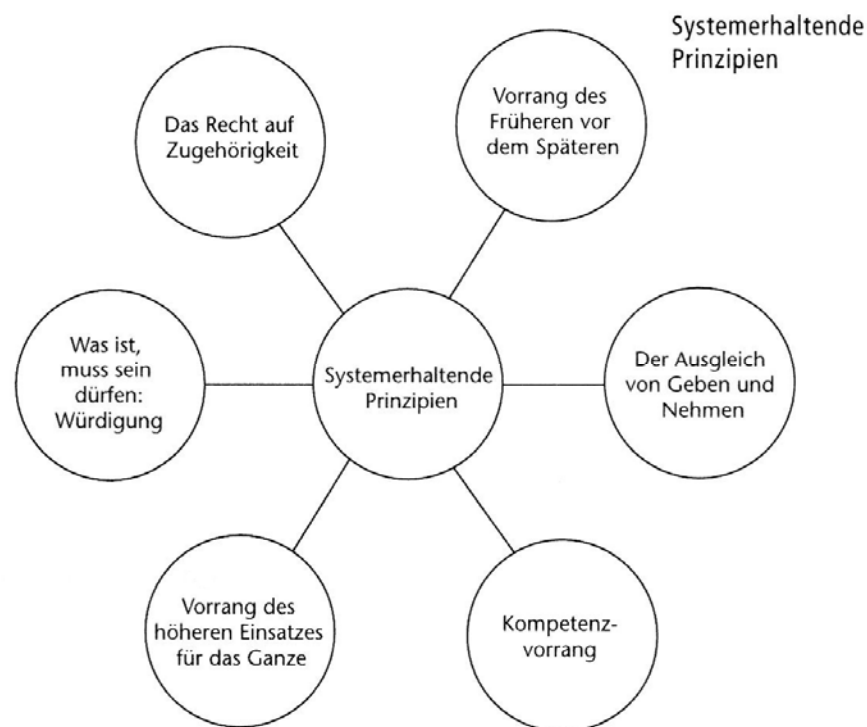 Systemerhaltende
Prinzipien
Das Recht auf
Zugehörigkeit
Vorrang des
Früheren vor
dem Späteren
Was ist,
muss sein
dürfen:
Würdigung
Systemerhaltende
Prinzipien
Der Ausgleich
von Geben und
Nehmen
Vorrang des
höheren Einsatzes
für das Ganze
Kompetenz-
vorrang